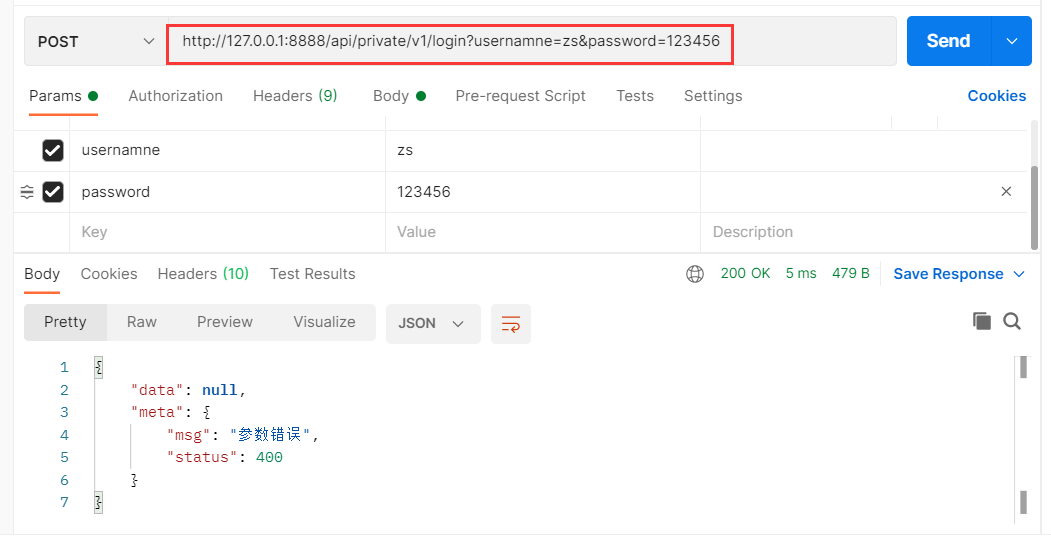 POST http://127.0.0.1:8888/api/private/v1/login?usernamne=zs&password=123456 Send
Params Authorization Headers (9) Body Pre-request Script Tests Settings Cookies
usernamne zs
password 123456
Key Value Description
Body Cookies Headers (10) Test Results 200 OK 5 ms 479 B Save Response
Pretty Raw Preview Visualize JSON
1 {
2 "data": null,
3 "meta": {
4 "msg": "参数错误",
5 "status": 400
6 }
7 }